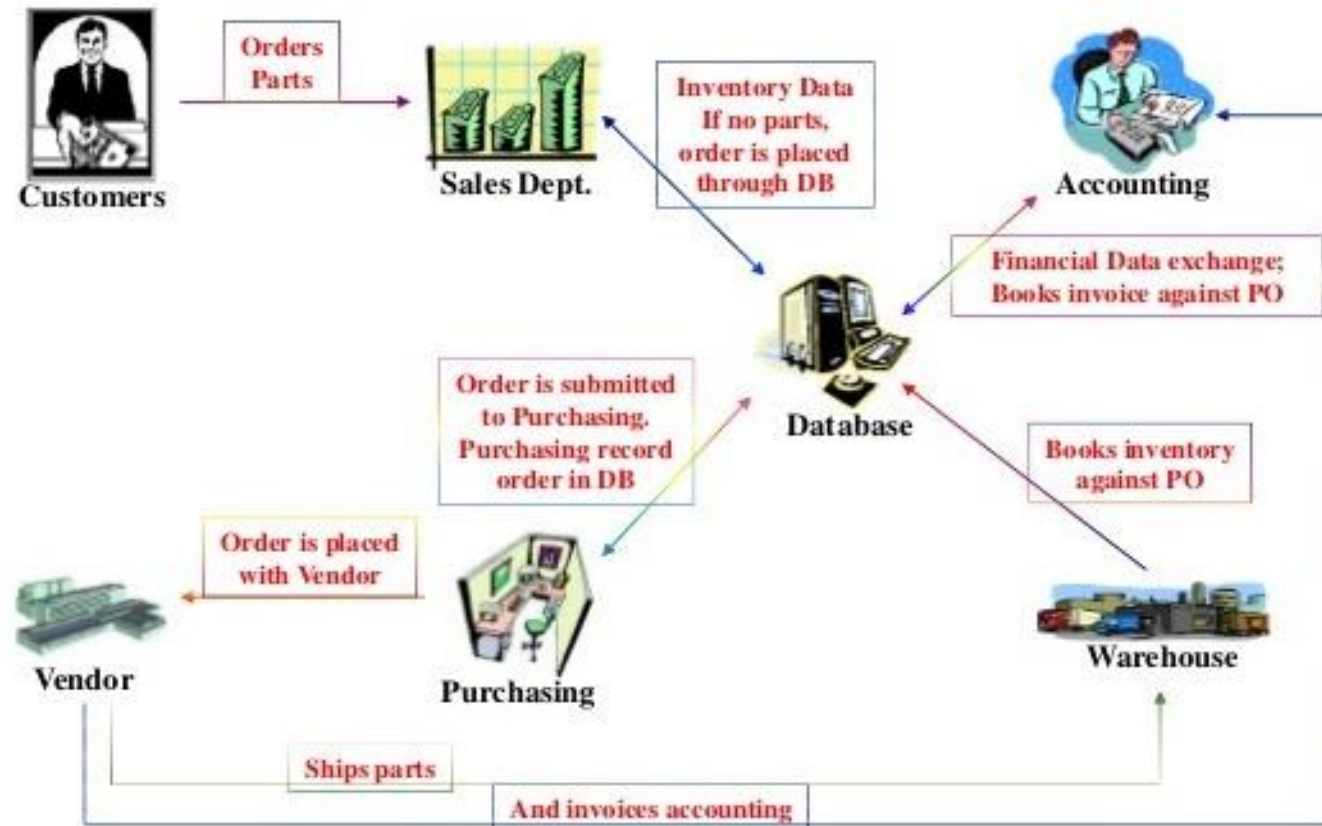 Orders
Parts
Customers
Sales Dept.
Inventory Data
If no parts,
order is placed
through DB
Accounting
Financial Data exchange;
Books invoice against PO
Database
Order is submitted
to Purchasing.
Purchasing record
order in DB
Books inventory
against PO
Order is placed
with Vendor
Vendor
Purchasing
Warehouse
Ships parts
And invoices accounting